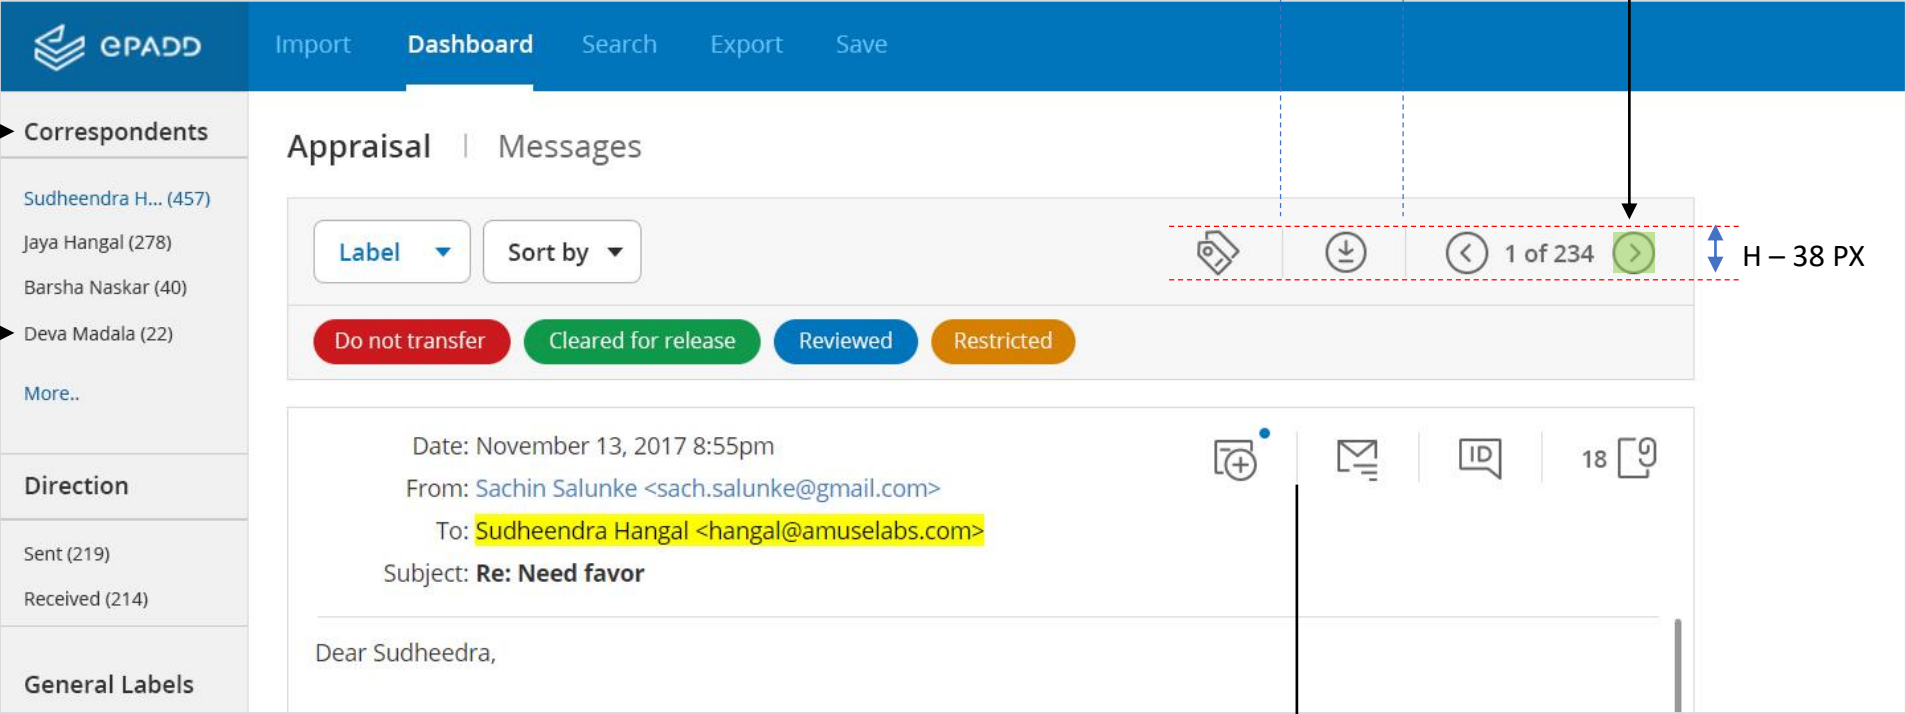 ePADD
Import Dashboard Search Export Save
Correspondents
Sudheendra H... (457)
Jaya Hangal (278)
Barsha Naskar (40)
Deva Madala (22)
More..
Direction
Sent (219)
Received (214)
General Labels
Appraisal | Messages
Label Sort by 1 of 234
H – 38 PX
Do not transfer Cleared for release Reviewed Restricted
Date: November 13, 2017 8:55pm
From: Sachin Salunke <sach.salunke@gmail.com>
To: Sudheendra Hangal <hangal@amuselabs.com>
Subject: Re: Need favor
ID 18
Dear Sudheedra,